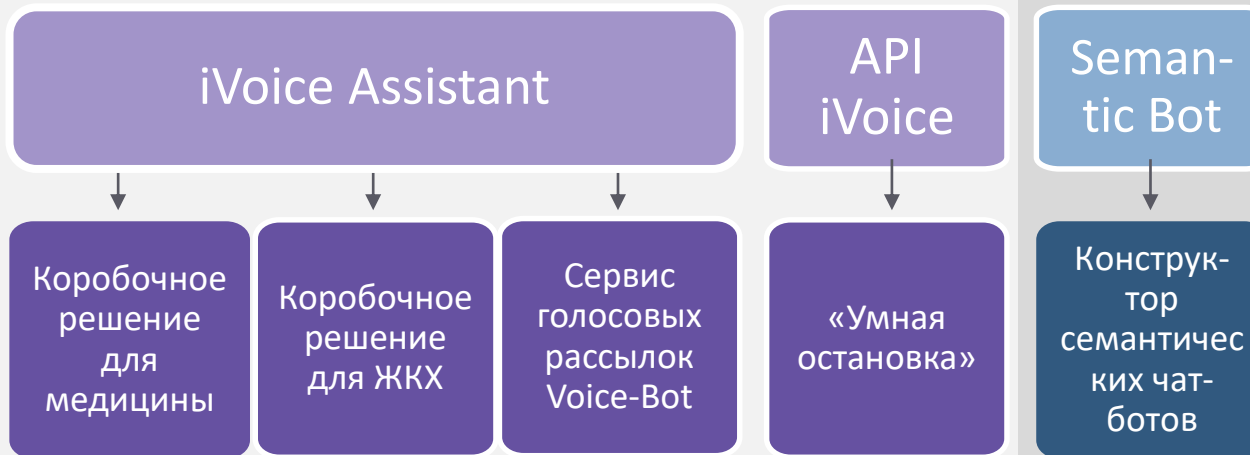 iVoice Assistant
API
iVoice
Seman-
tic Bot
Коробочное
решение
для
медицины
Коробочное
решение
для ЖКХ
Сервис
голосовых
рассылок
Voice-Bot
«Умная
остановка»
Конструк-
тор
семантичес
ких чат-
ботов